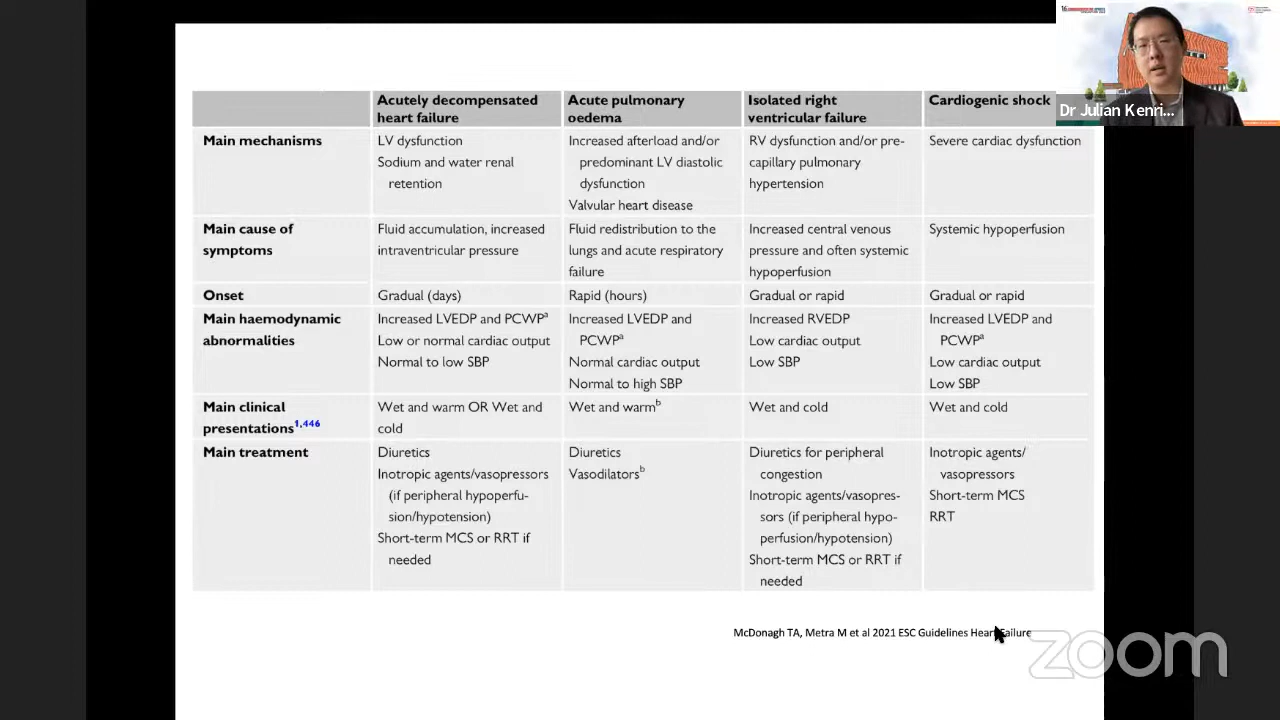 Dr Julian Kenri...
Acutely decompensated
heart failure
Acute pulmonary
oedema
Isolated right
ventricular failure
Cardiogenic shock
Main mechanisms
LV dysfunction
Sodium and water renal
retention
Increased afterload and/or
predominant LV diastolic
dysfunction
Valvular heart disease
RV dysfunction and/or pre-
capillary pulmonary
hypertension
Severe cardiac dysfunction
Main cause of
symptoms
Fluid accumulation, increased
intraventricular pressure
Fluid redistribution to the
lungs and acute respiratory
failure
Increased central venous
pressure and often systemic
hypoperfusion
Systemic hypoperfusion
Onset
Gradual (days)
Rapid (hours)
Gradual or rapid
Gradual or rapid
Main haemodynamic
abnormalities
Increased LVEDP and PCWPa
Low or normal cardiac output
Normal to low SBP
Increased LVEDP and
PCWPa
Normal cardiac output
Normal to high SBP
Increased RVEDP
Low cardiac output
Low SBP
Increased LVEDP and
PCWPa
Low cardiac output
Low SBP
Main clinical
presentations1,446
Wet and warm OR Wet and
cold
Wet and warmb
Wet and cold
Wet and cold
Main treatment
Diuretics
Inotropic agents/vasopressors
(if peripheral hypoperfu-
sion/hypotension)
Short-term MCS or RRT if
needed
Diuretics
Vasodilatorsb
Diuretics for peripheral
congestion
Inotropic agents/vasopres-
sors (if peripheral hypo-
perfusion/hypotension)
Short-term MCS or RRT if
needed
Inotropic agents/
vasopressors
Short-term MCS
RRT
McDonagh TA, Metra M et al 2021 ESC Guidelines Heart Failure
zoom